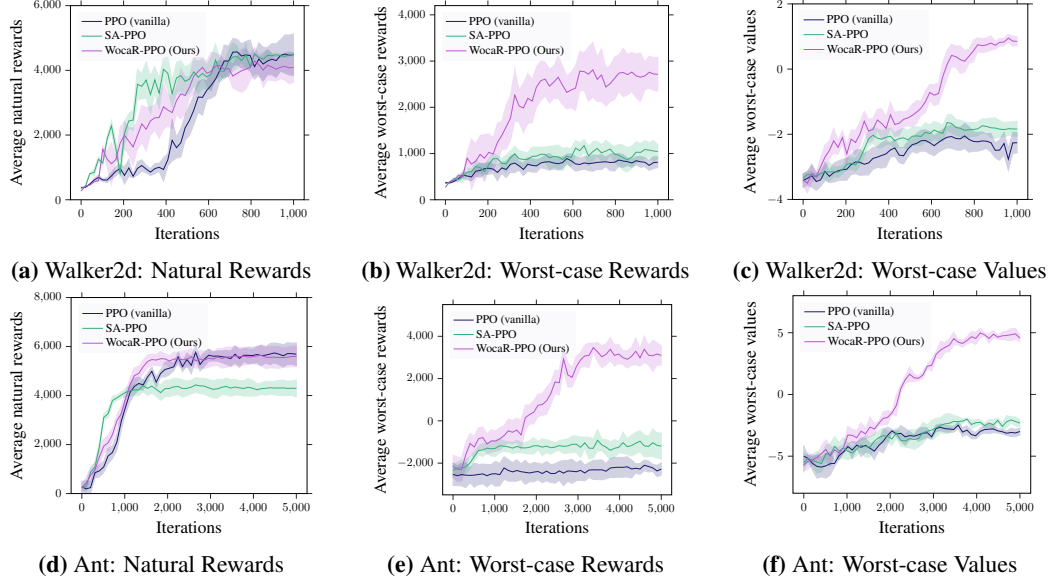 Average natural rewards
6,000
4,000
2,000
0
PPO (vanilla)
SA-PPO
WocaR-PPO (Ours)
0
200
400
600
800
1,000
Iterations
(a) Walker2d: Natural Rewards
Average worst-case rewards
4,000
3,000
2,000
1,000
0
PPO (vanilla)
SA-PPO
WocaR-PPO (Ours)
0
200
400
600
800
1,000
Iterations
(b) Walker2d: Worst-case Rewards
Average worst-case values
2
0
−2
−4
PPO (vanilla)
SA-PPO
WocaR-PPO (Ours)
0
200
400
600
800
1,000
Iterations
(c) Walker2d: Worst-case Values
Average natural rewards
8,000
6,000
4,000
2,000
0
PPO (vanilla)
SA-PPO
WocaR-PPO (Ours)
0
1,000
2,000
3,000
4,000
5,000
Iterations
(d) Ant: Natural Rewards
Average worst-case rewards
4,000
2,000
0
−2,000
PPO (vanilla)
SA-PPO
WocaR-PPO (Ours)
0
1,000
2,000
3,000
4,000
5,000
Iterations
(e) Ant: Worst-case Rewards
Average worst-case values
5
0
−5
PPO (vanilla)
SA-PPO
WocaR-PPO (Ours)
0
1,000
2,000
3,000
4,000
5,000
Iterations
(f) Ant: Worst-case Values